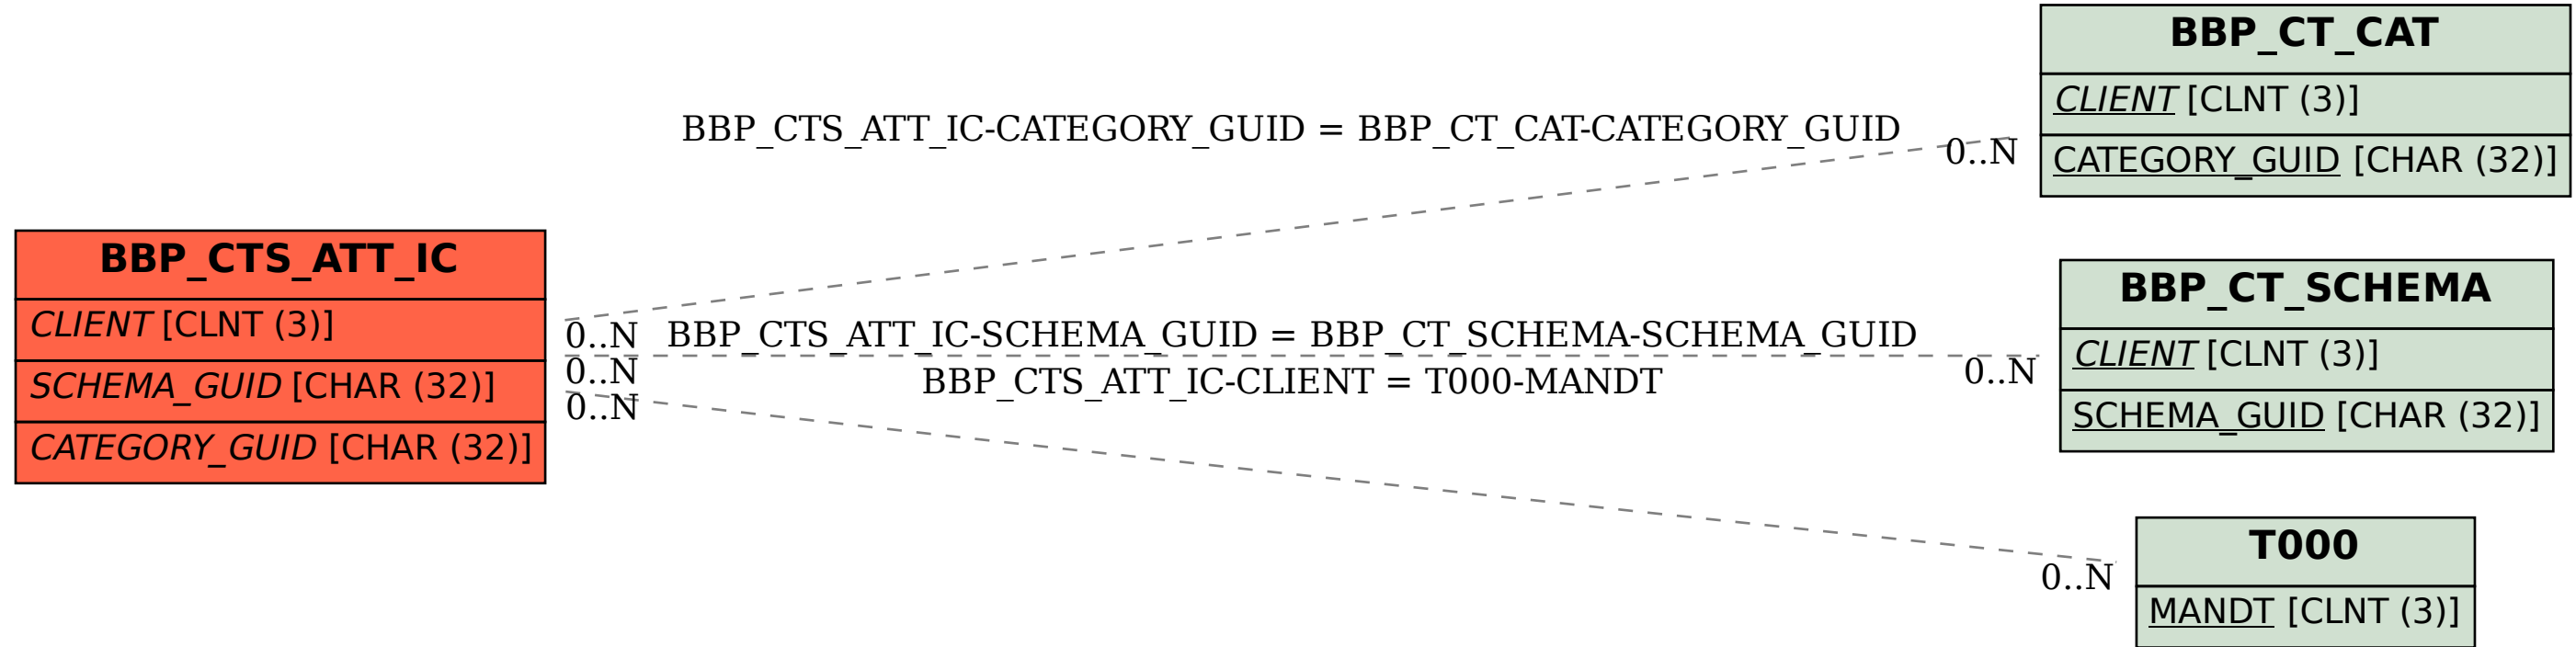 BBP_CT_CAT
CLIENT [CLNT (3)]
CATEGORY_GUID [CHAR (32)]
BBP_CTS_ATT_IC-CATEGORY_GUID = BBP_CT_CAT-CATEGORY_GUID
0..N
BBP_CTS_ATT_IC
CLIENT [CLNT (3)]
SCHEMA_GUID [CHAR (32)]
CATEGORY_GUID [CHAR (32)]
0..N
BBP_CTS_ATT_IC-SCHEMA_GUID = BBP_CT_SCHEMA-SCHEMA_GUID
0..N
0..N
BBP_CTS_ATT_IC-CLIENT = T000-MANDT
0..N
BBP_CT_SCHEMA
CLIENT [CLNT (3)]
SCHEMA_GUID [CHAR (32)]
0..N
T000
MANDT [CLNT (3)]